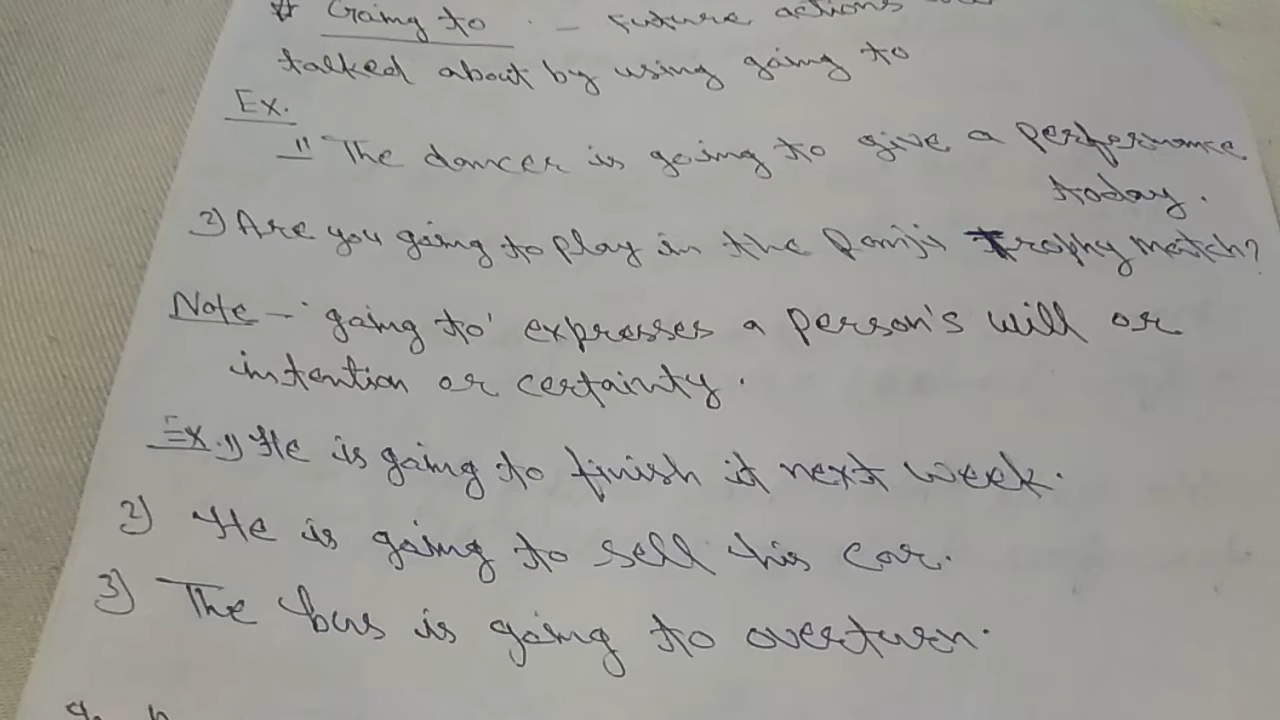 # Going to - Future actions
talked about by using going to
Ex.
1) The dancer is going to give a performance
today.
2) Are you going to play in the Ranji Trophy match?
Note - 'going to' expresses a person's will or
intention or certainty.
Ex. 1) He is going to finish it next week.
2) He is going to sell his car.
3) The bus is going to overturn.